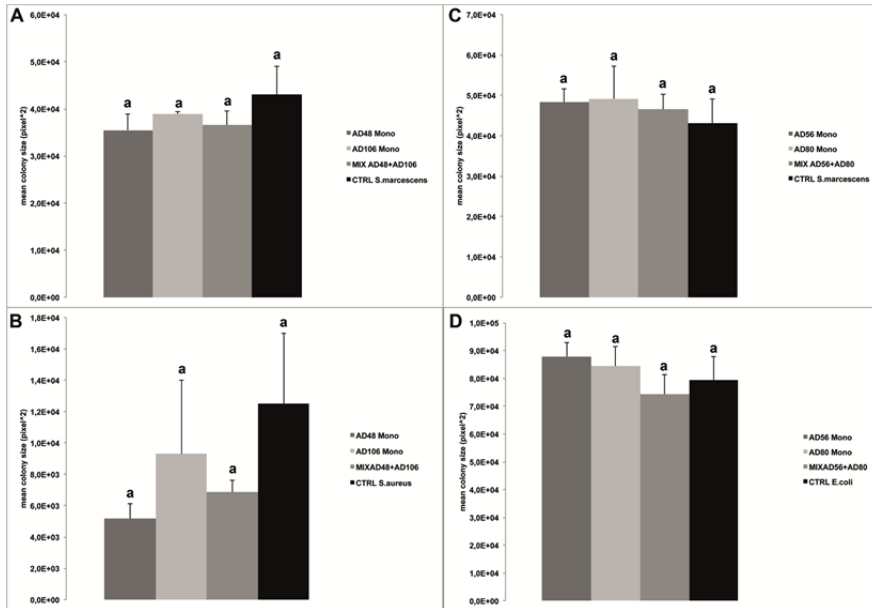 A
mean colony size (pixel^2)
6,0E+04
5,0E+04
4,0E+04
3,0E+04
2,0E+04
1,0E+04
0,0E+00
a
a
a
a
AD48 Mono
AD106 Mono
MIX AD48+AD106
CTRL S.marcescens
C
mean colony size (pixel^2)
7,0E+04
6,0E+04
5,0E+04
4,0E+04
3,0E+04
2,0E+04
1,0E+04
0,0E+00
a
a
a
a
AD56 Mono
AD80 Mono
MIX AD56+AD80
CTRL S.marcescens
B
mean colony size (pixel^2)
1,8E+04
1,6E+04
1,4E+04
1,2E+04
1,0E+04
8,0E+03
6,0E+03
4,0E+03
2,0E+03
0,0E+00
a
a
a
a
AD48 Mono
AD106 Mono
MIXAD48+AD106
CTRL S.aureus
D
mean colony size (pixel^2)
1,0E+05
9,0E+04
8,0E+04
7,0E+04
6,0E+04
5,0E+04
4,0E+04
3,0E+04
2,0E+04
1,0E+04
0,0E+00
a
a
a
a
AD56 Mono
AD80 Mono
MIXAD56+AD80
CTRL E.coli